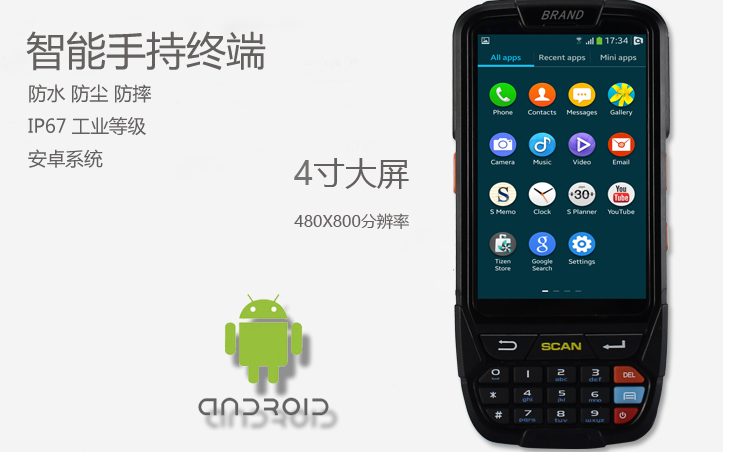 智能手持终端
防水 防尘 防摔
IP67 工业等级
安卓系统
4寸大屏
480X800分辨率
ANDROID
BRAND
17:34
All apps Recent apps Mini apps
Phone Contacts Messages Gallery
Camera Music Video Email
S 30 You Tube
S Memo Clock S Planner YouTube
g
Tizen Store Google Search Settings
SCAN
0 1 2 abc 3 def DEL
* 4 ghi 5 jkl 6 mno
# 7 pqrs 8 tuv 9 wxyz